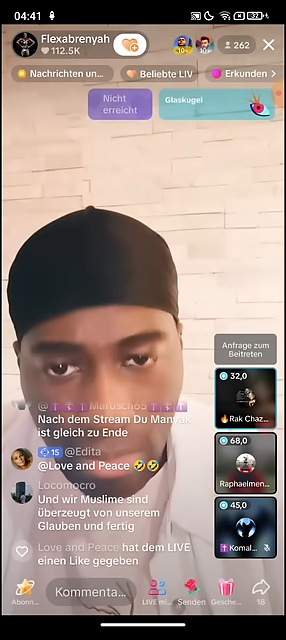 04:41
37
Flexabrenyah
112.5K
262
Nachrichten un...
Beliebte LIV
Erkunden
Nicht
erreicht
Glaskugel
Anfrage zum
Beitreten
32,0
Rak Chaz...
68,0
Raphaelmen...
45,0
Komal...
Nach dem Stream Du Manyak
ist gleich zu Ende
15 @Edita
@Love and Peace 🤣🤣
Locomocro
Und wir Muslime sind
überzeugt von unserem
Glauben und fertig
Love and Peace hat dem LIVE
einen Like gegeben
Abonn...
Kommenta...
LIVE mi...
Senden
Gesche...
18